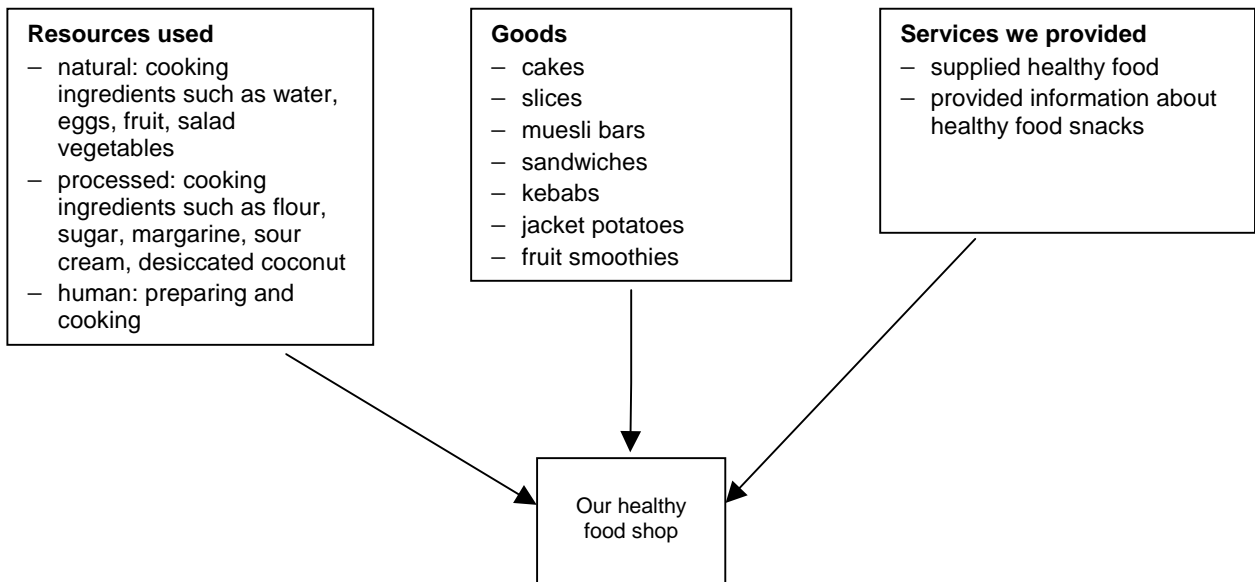 Resources used
– natural: cooking
ingredients such as water,
eggs, fruit, salad
vegetables
– processed: cooking
ingredients such as flour,
sugar, margarine, sour
cream, desiccated coconut
– human: preparing and
cooking
Goods
– cakes
– slices
– muesli bars
– sandwiches
– kebabs
– jacket potatoes
– fruit smoothies
Services we provided
– supplied healthy food
– provided information about
healthy food snacks
Our healthy
food shop